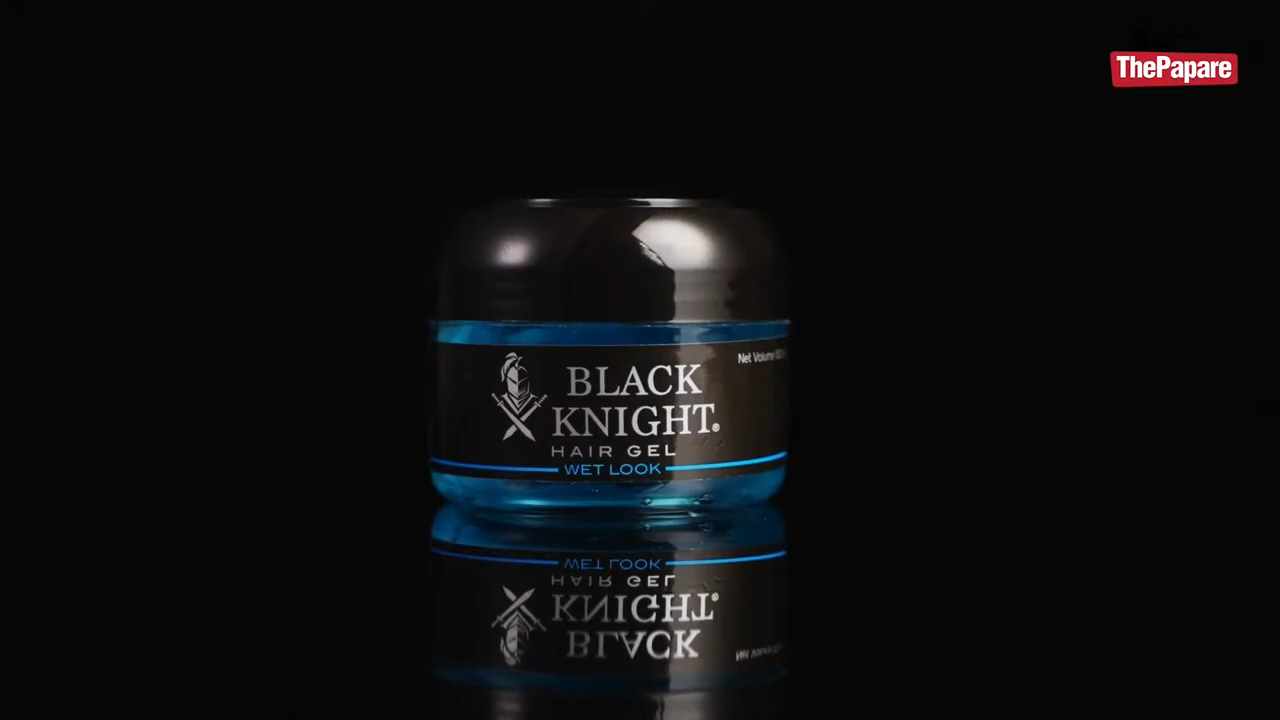 ThePapare
Net Volume
BLACK
KNIGHT®
HAIR GEL
WET LOOK